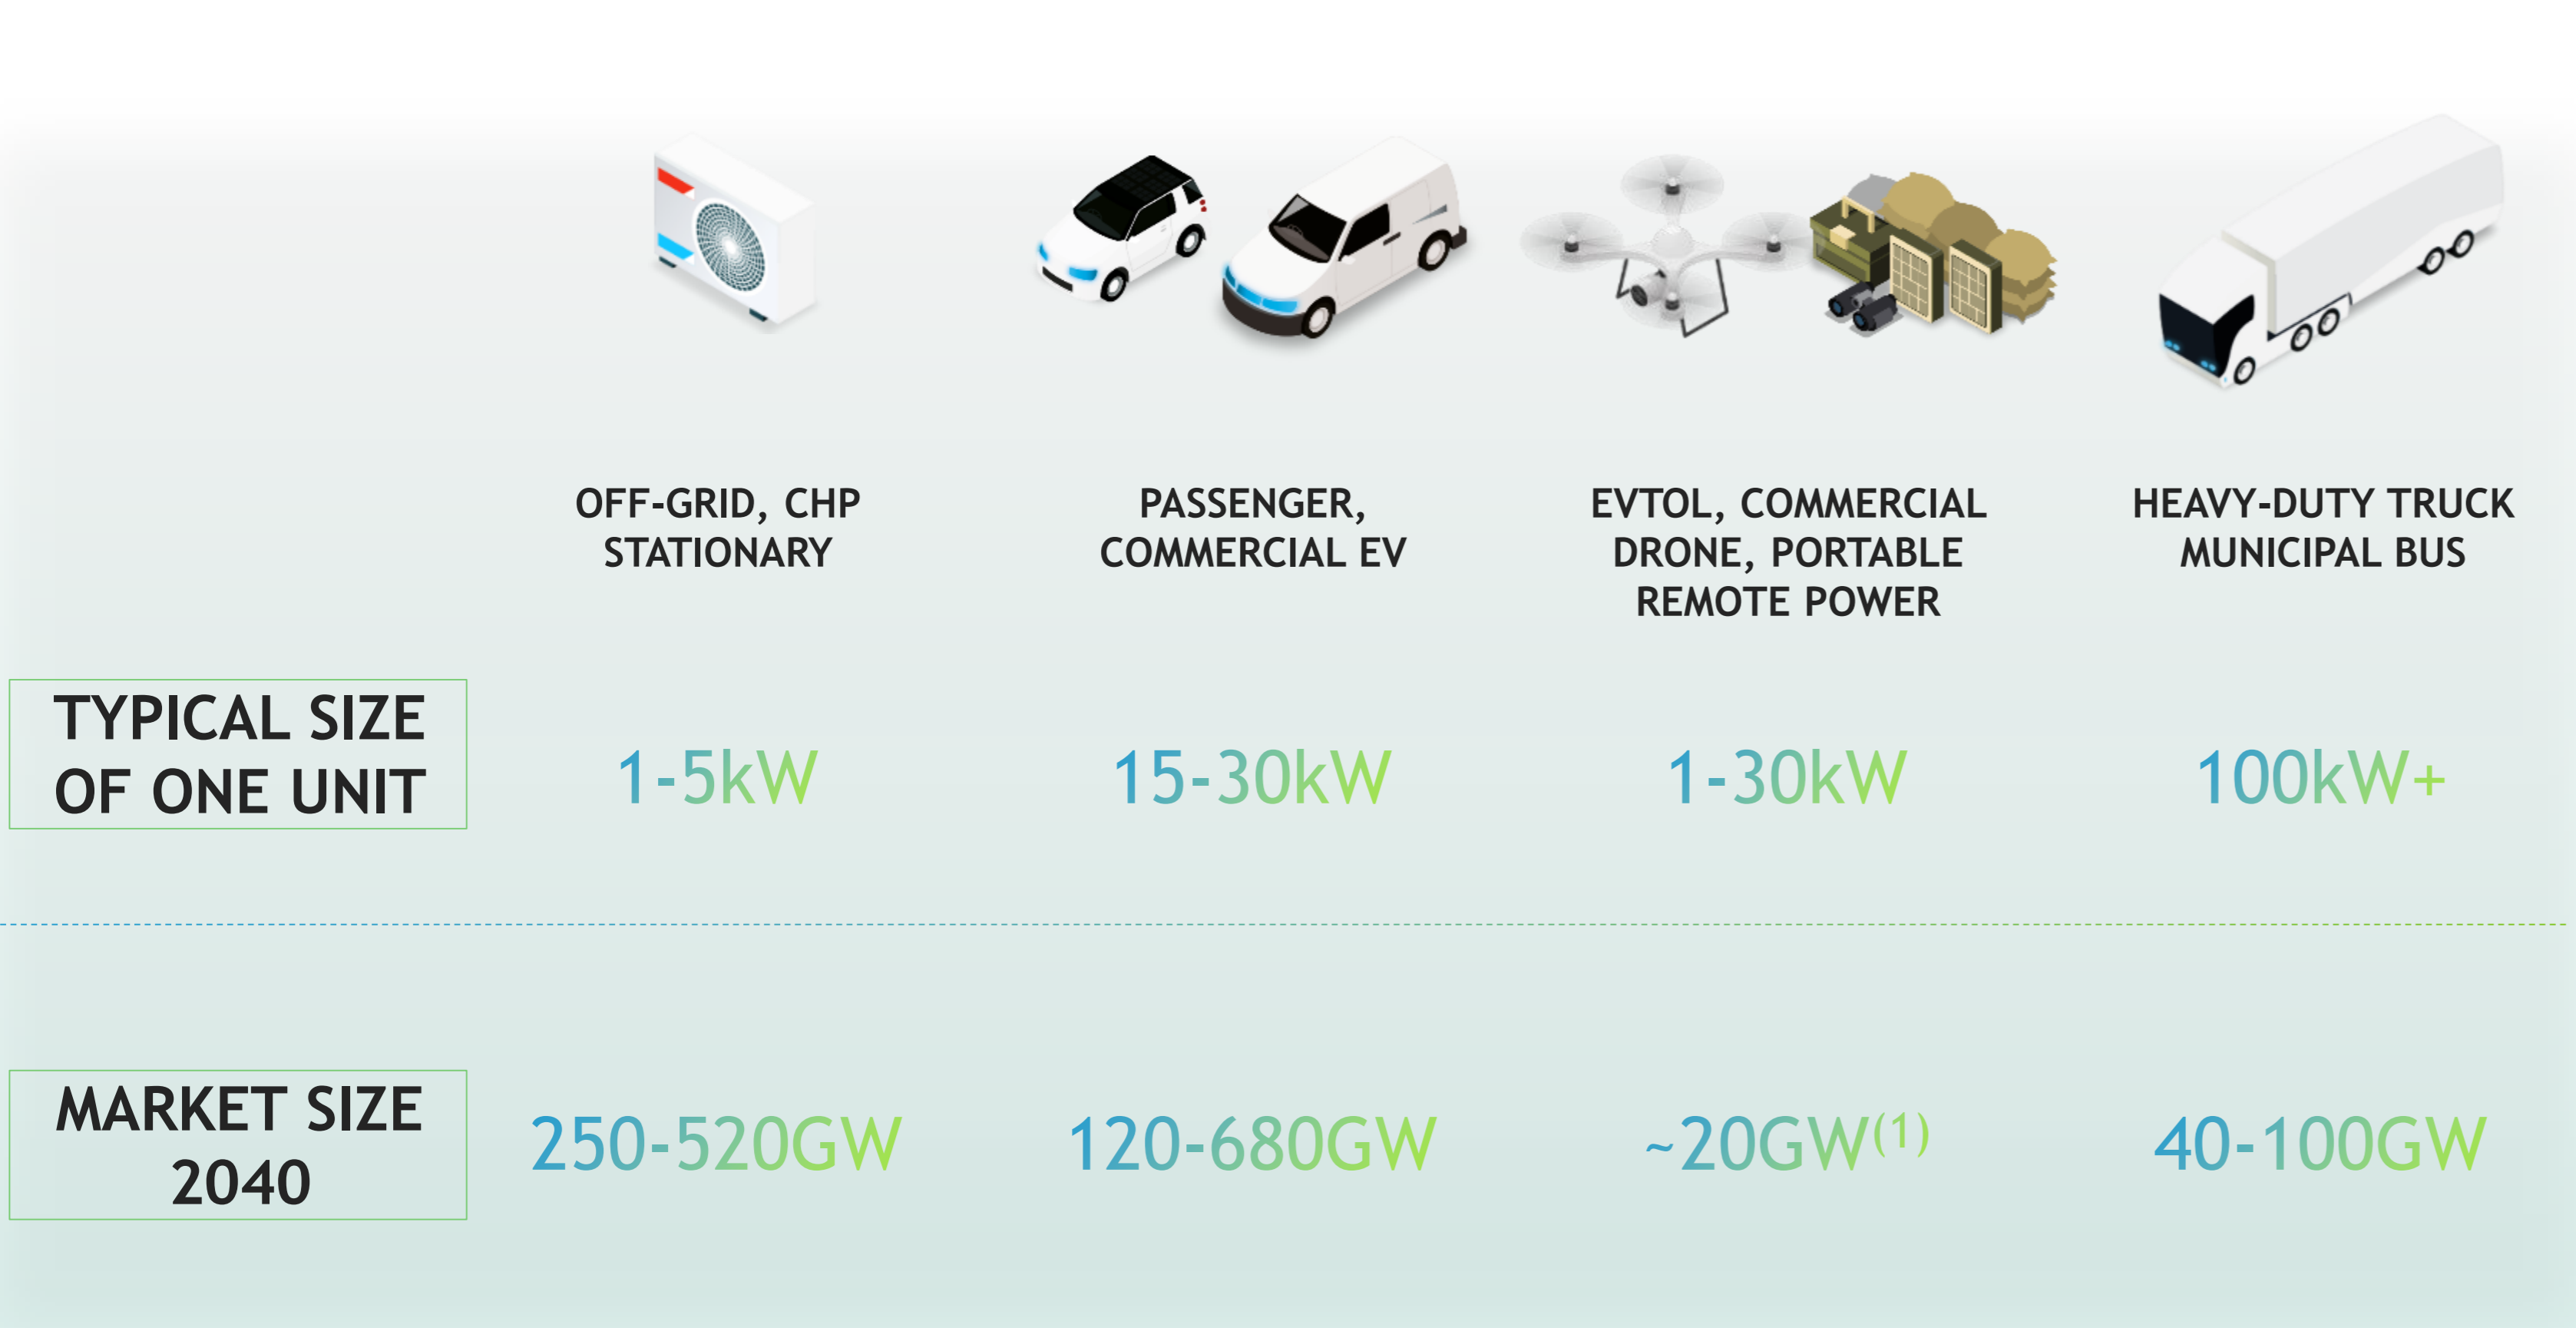 OFF-GRID, CHP
STATIONARY
PASSENGER,
COMMERCIAL EV
EVTOL, COMMERCIAL
DRONE, PORTABLE
REMOTE POWER
HEAVY-DUTY TRUCK
MUNICIPAL BUS
TYPICAL SIZE
OF ONE UNIT
1-5kW
15-30kW
1-30kW
100kW+
MARKET SIZE
2040
250-520GW
120-680GW
~20GW(1)
40-100GW